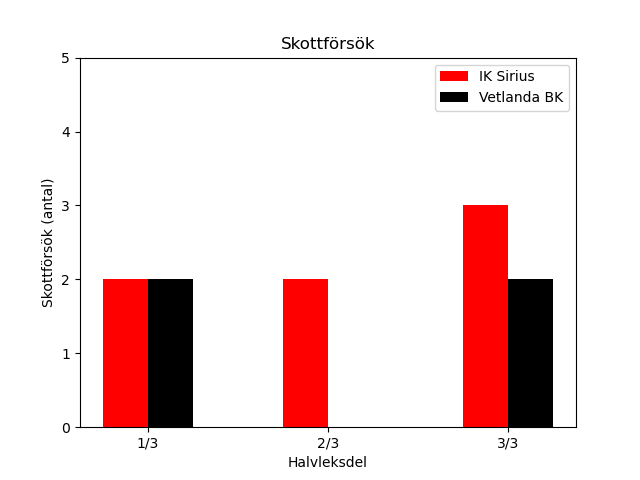 Skottförsök
IK Sirius
Vetlanda BK
Skottförsök (antal)
5
4
3
2
1
0
1/3
2/3
3/3
Halvleksdel